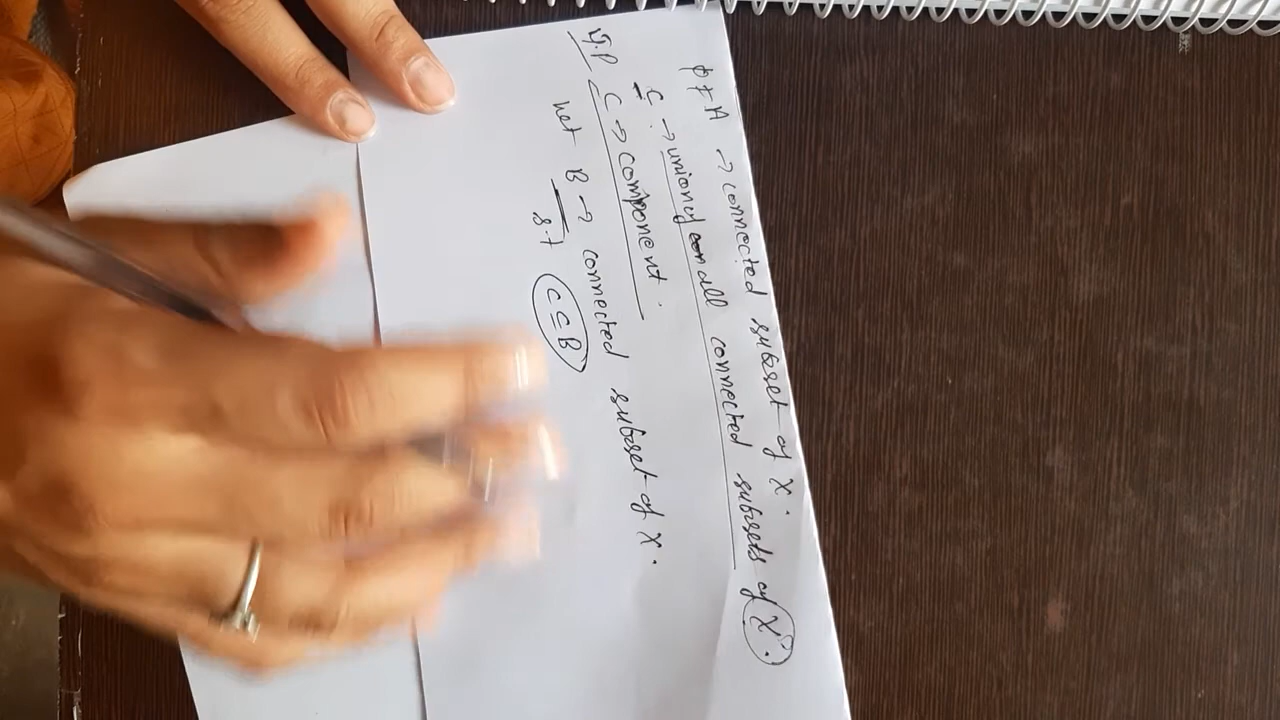 ϕ ≠ A → connected subset of X.
C → union of all connected subsets of X.
T.P C → component.
Let B → connected subset of X.
s.t C ⊆ B